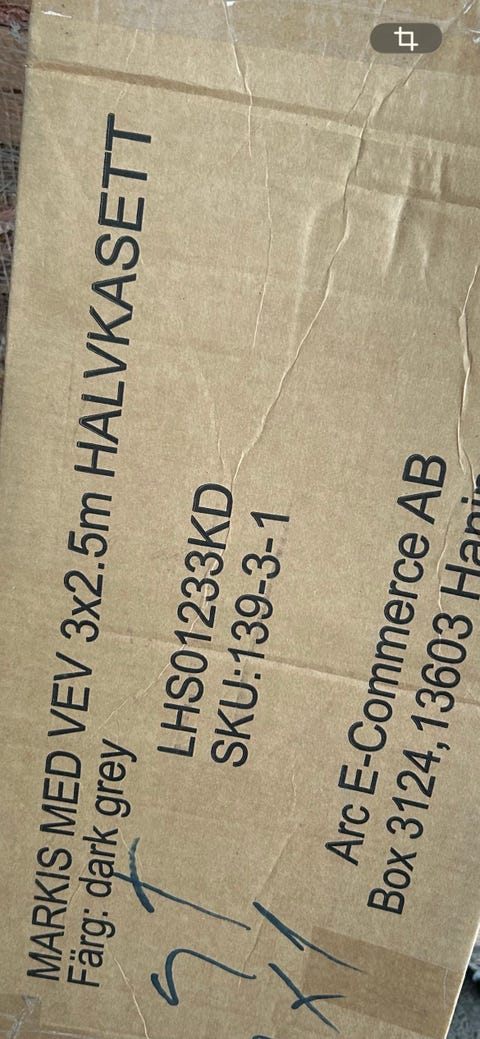 MARKIS MED VEV 3x2.5m HALVKASETT
Färg: dark grey
LHS01233KD
SKU:139-3-1
Arc E-Commerce AB
Box 3124,13603
X1